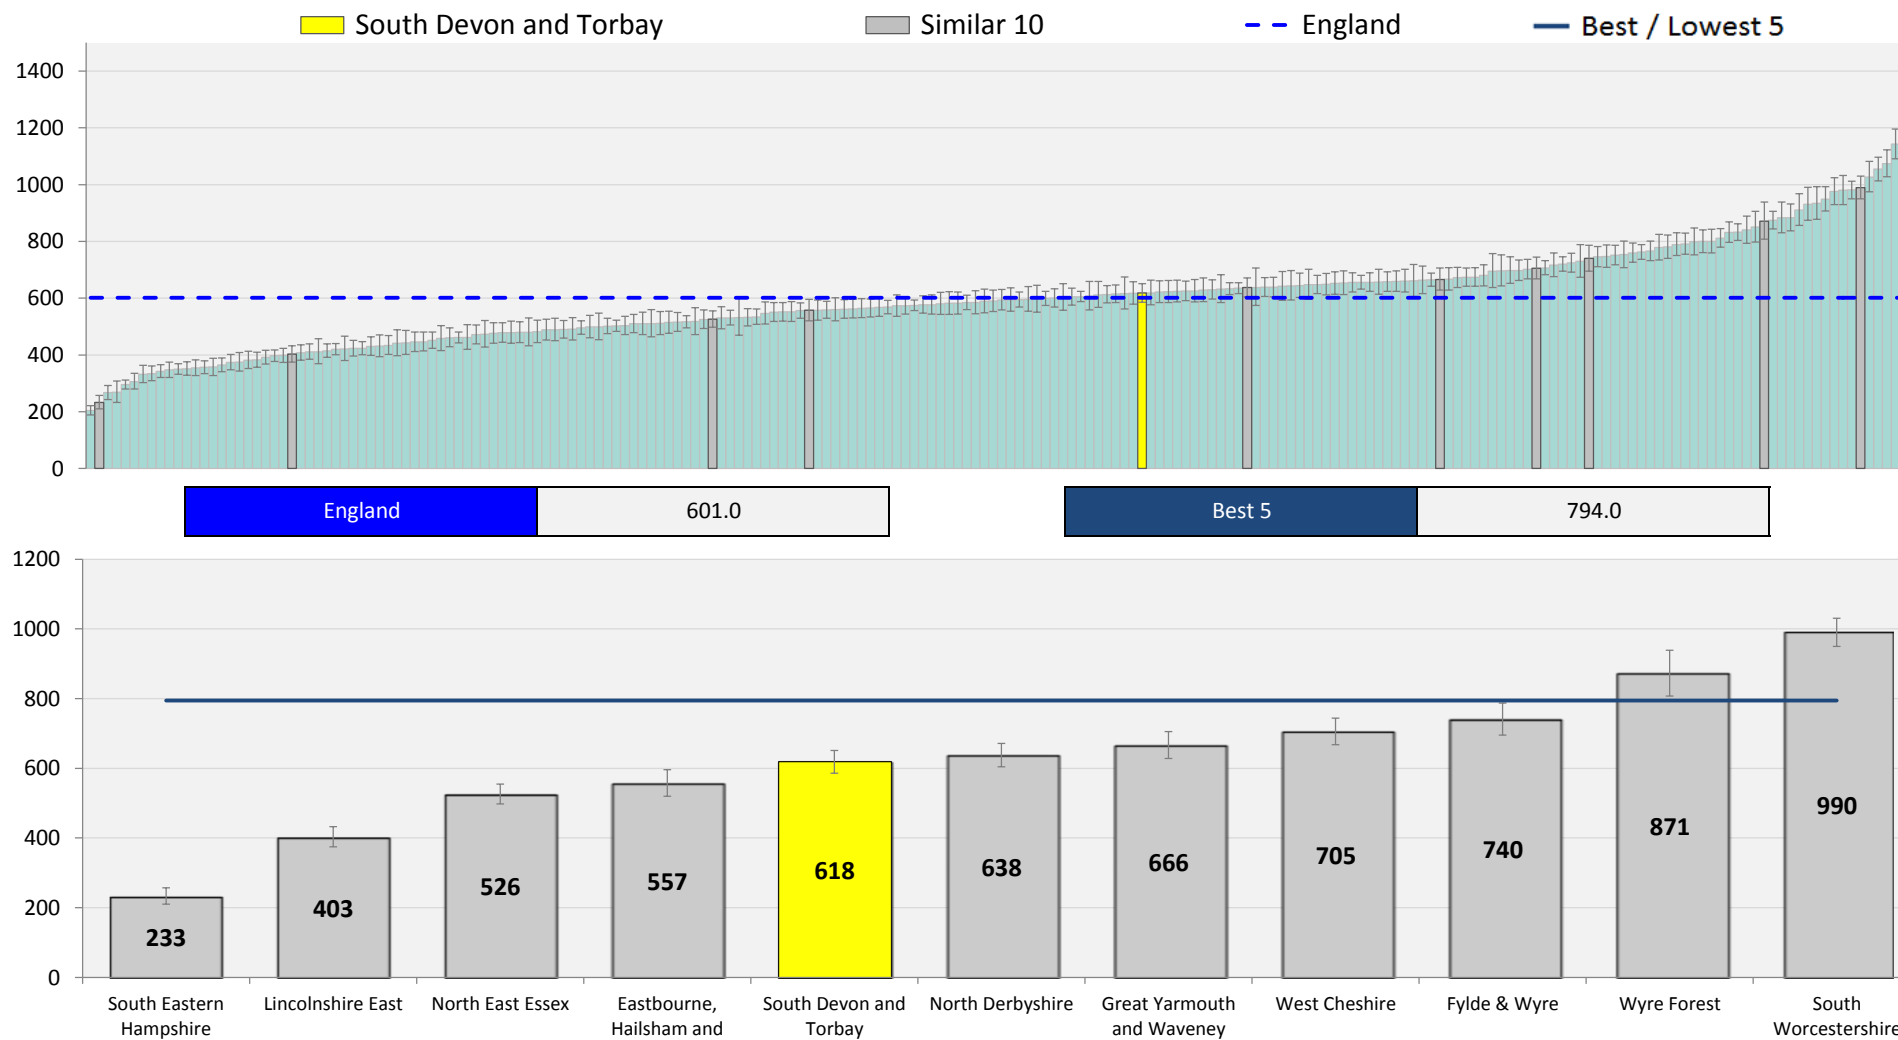 South Devon and Torbay
Similar 10
England
Best / Lowest 5
1400
1200
1000
800
600
400
200
0
England
601.0
Best 5
794.0
1200
1000
800
600
400
200
0
233
403
526
557
618
638
666
705
740
871
990
South Eastern
Hampshire
Lincolnshire East
North East Essex
Eastbourne,
Hailsham and
South Devon and
Torbay
North Derbyshire
Great Yarmouth
and Waveney
West Cheshire
Fylde & Wyre
Wyre Forest
South
Worcestershire